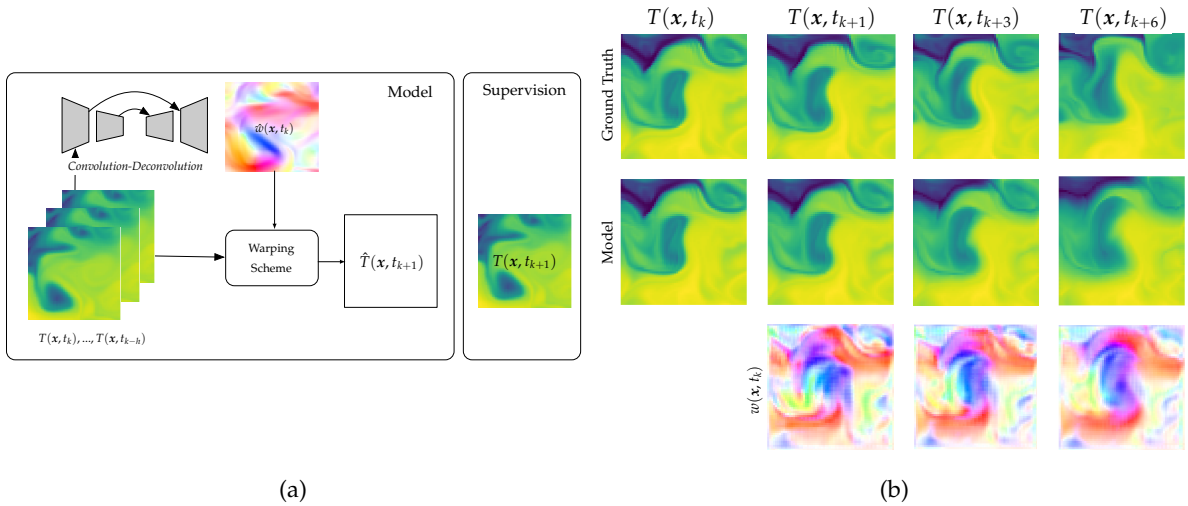 Model
Supervision
ŵ(x, t_k)
Convolution-Deconvolution
Warping
Scheme
T̂(x, t_{k+1})
T(x, t_{k+1})
T(x, t_k), ..., T(x, t_{k−h})
(a)
T(x, t_k) T(x, t_{k+1}) T(x, t_{k+3}) T(x, t_{k+6})
Ground Truth
Model
w(x, t_k)
(b)